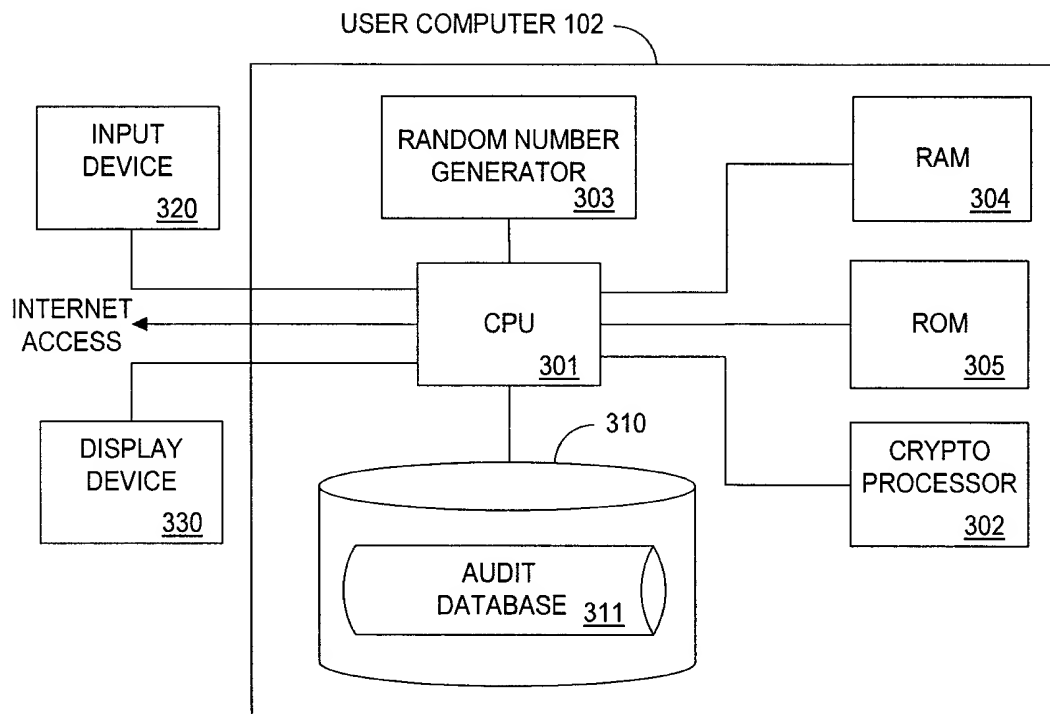 USER COMPUTER 102
INPUT
DEVICE
320
RANDOM NUMBER
GENERATOR
303
RAM
304
INTERNET
ACCESS
CPU
301
ROM
305
DISPLAY
DEVICE
330
310
CRYPTO
PROCESSOR
302
AUDIT
DATABASE
311